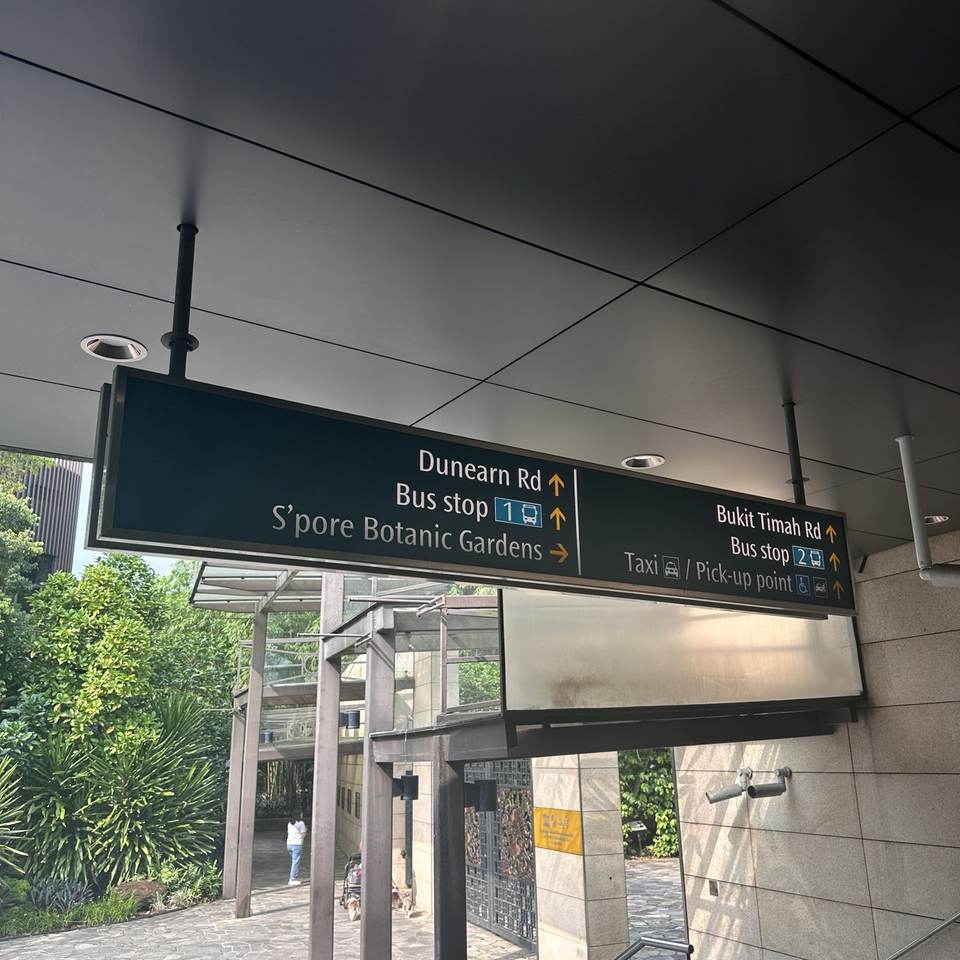 Dunearn Rd
Bus stop 1
S'pore Botanic Gardens
Bukit Timah Rd
Bus stop 2
Taxi / Pick-up point